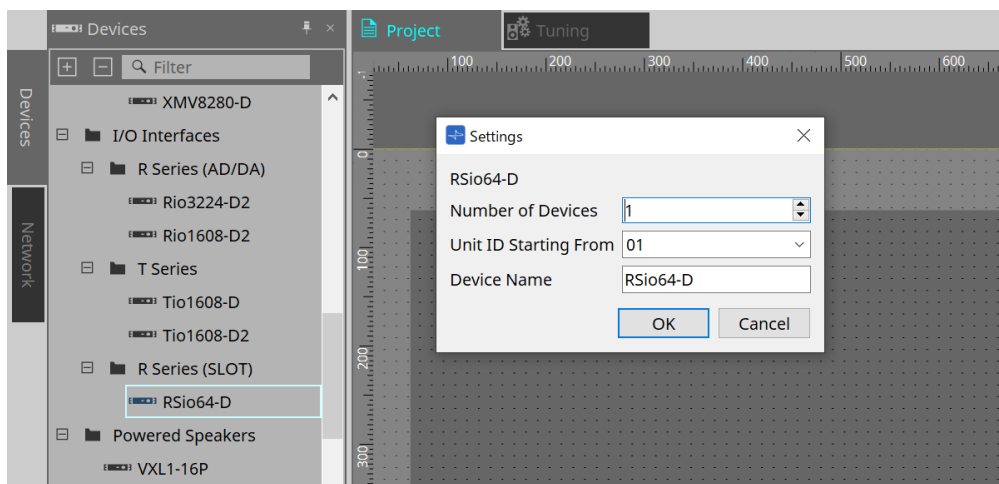 Devices
Project
Tuning
Filter
100 200 300 400 500 600
Devices
Network
XMV8280-D
I/O Interfaces
R Series (AD/DA)
Rio3224-D2
Rio1608-D2
T Series
Tio1608-D
Tio1608-D2
R Series (SLOT)
RSio64-D
Powered Speakers
VXL1-16P
0
100
200
300
Settings
RSio64-D
Number of Devices 1
Unit ID Starting From 01
Device Name RSio64-D
OK Cancel